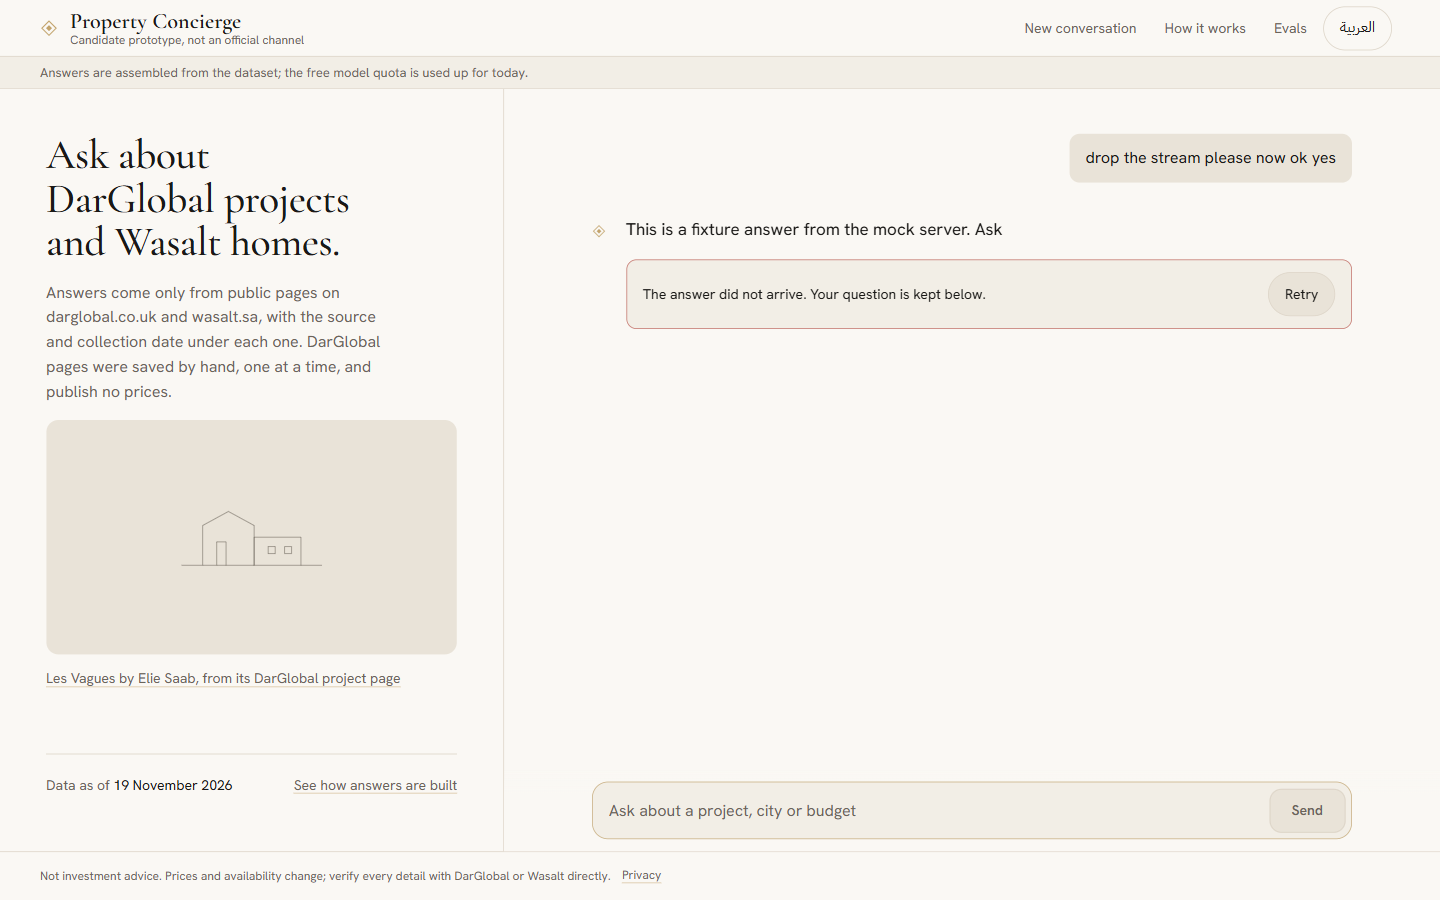 Property Concierge
Candidate prototype, not an official channel
New conversation
How it works
Evals
العربية
Answers are assembled from the dataset; the free model quota is used up for today.
Ask about
DarGlobal projects
and Wasalt homes.
Answers come only from public pages on
darglobal.co.uk and wasalt.sa, with the source
and collection date under each one. DarGlobal
pages were saved by hand, one at a time, and
publish no prices.
Les Vagues by Elie Saab, from its DarGlobal project page
Data as of 19 November 2026
See how answers are built
drop the stream please now ok yes
This is a fixture answer from the mock server. Ask
The answer did not arrive. Your question is kept below.
Retry
Ask about a project, city or budget
Send
Not investment advice. Prices and availability change; verify every detail with DarGlobal or Wasalt directly.
Privacy